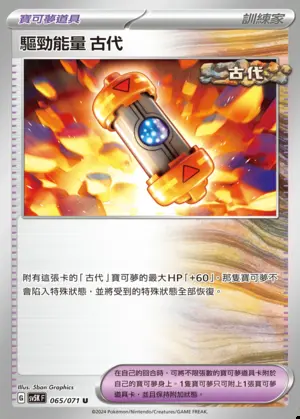 寶可夢道具
訓練家
驅勁能量 古代
古代
附有這張卡的「古代」寶可夢的最大HP「+60」,那隻寶可夢不
會陷入特殊狀態,並將受到的特殊狀態全部恢復。
Illus. 5ban Graphics
G SV5K F 065/071 U
在自己的回合時,可將不限張數的寶可夢道具卡附於自
己的寶可夢身上。1隻寶可夢只可附上1張寶可夢道具
卡,並且保持附加狀態。
©2024 Pokémon/Nintendo/Creatures/GAME FREAK.